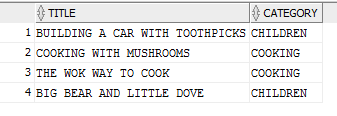 TITLE CATEGORY
1 BUILDING A CAR WITH TOOTHPICKS CHILDREN
2 COOKING WITH MUSHROOMS COOKING
3 THE WOK WAY TO COOK COOKING
4 BIG BEAR AND LITTLE DOVE CHILDREN